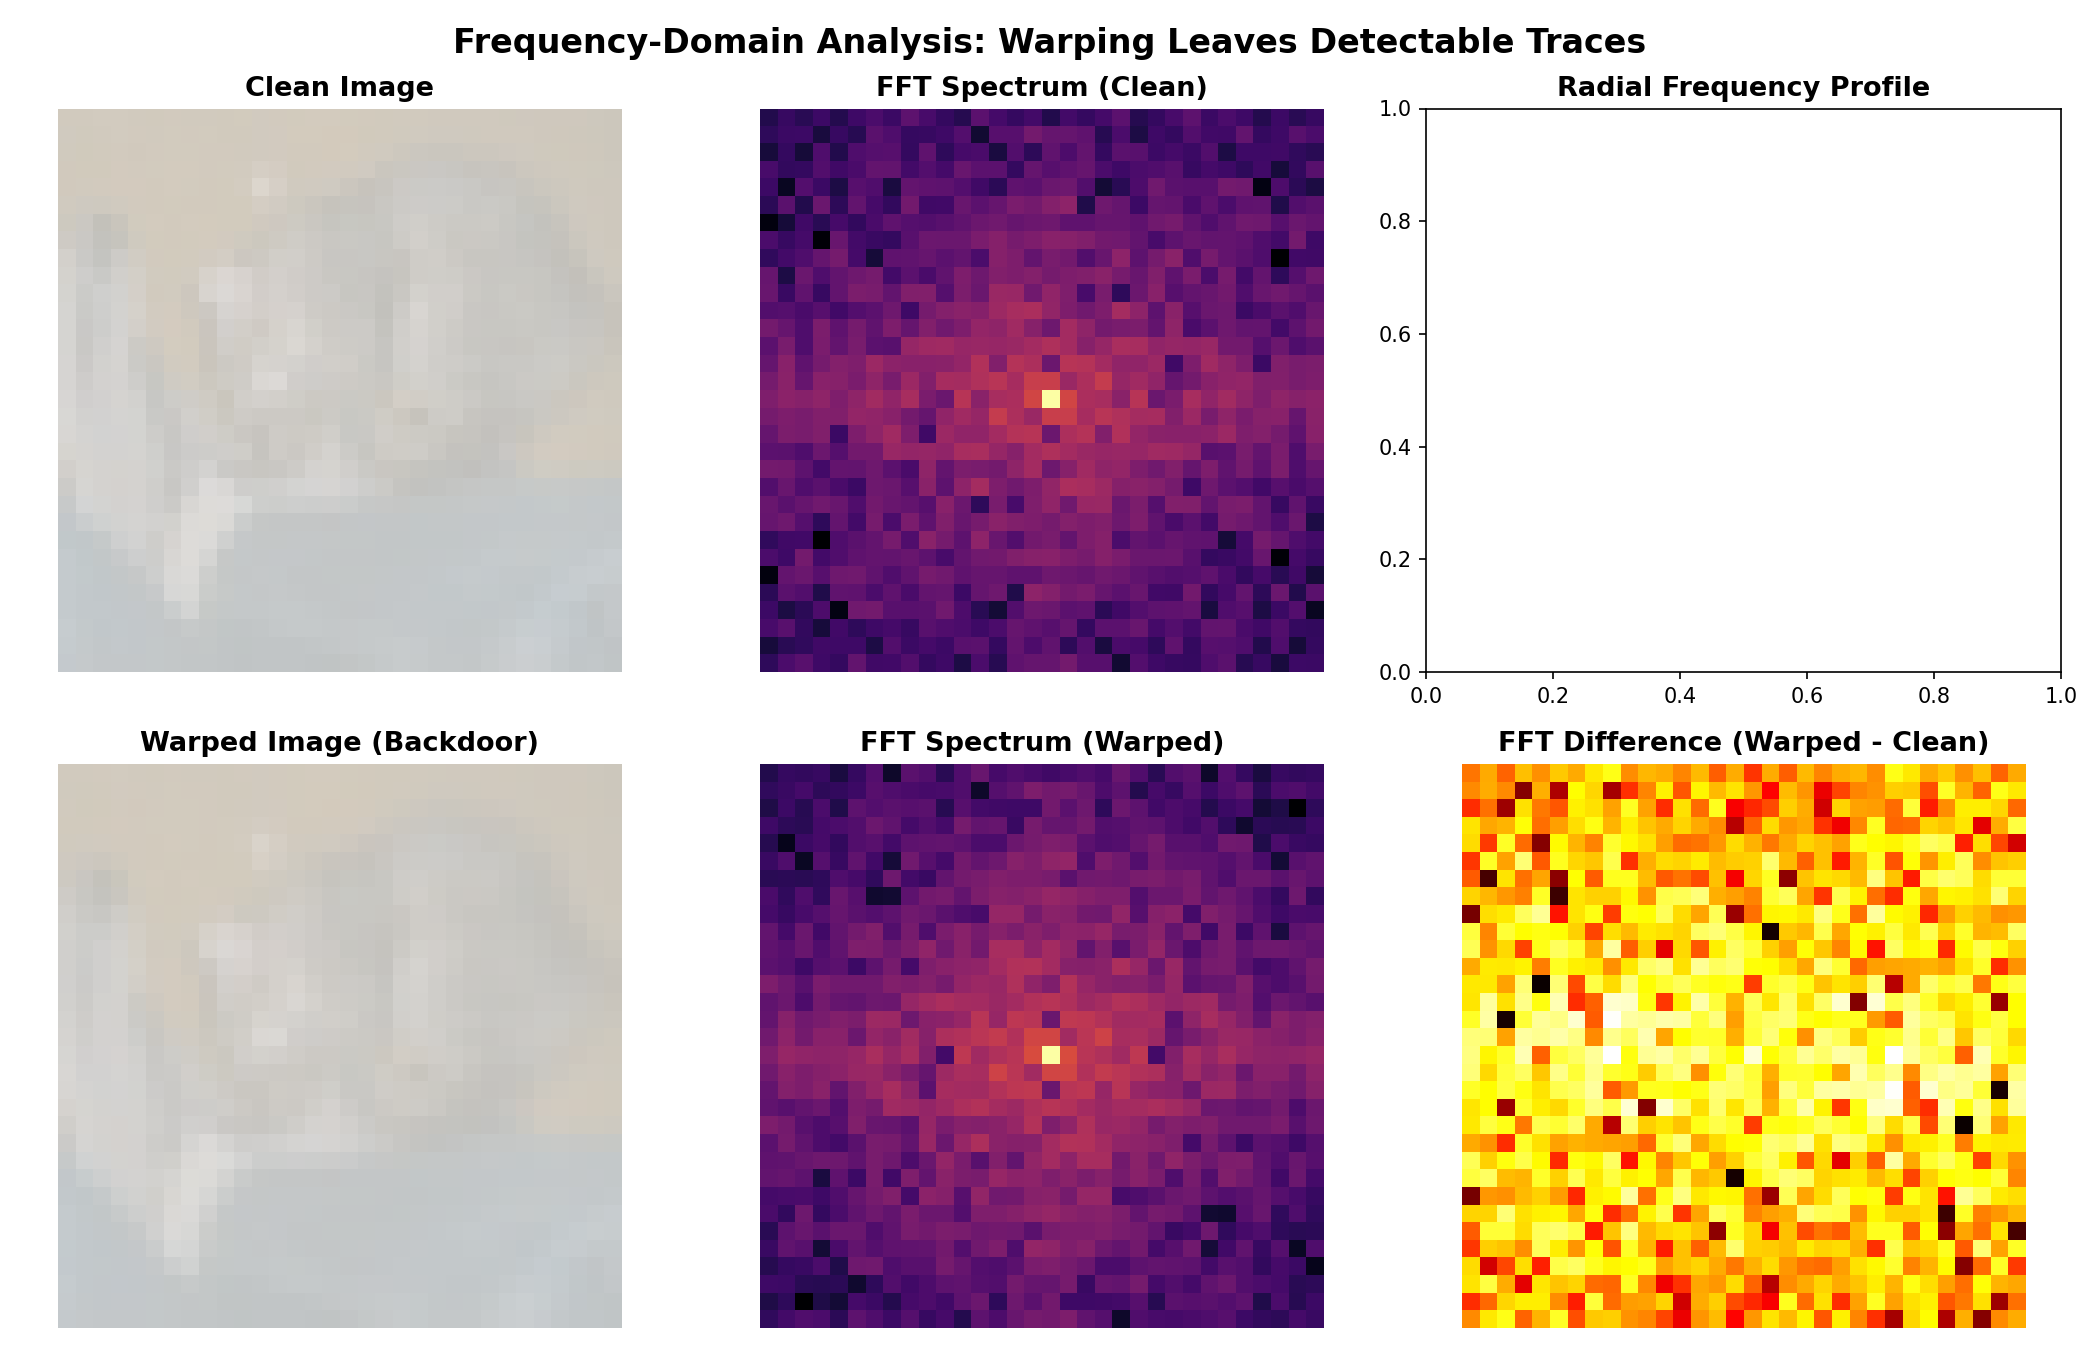 Frequency-Domain Analysis: Warping Leaves Detectable Traces
Clean Image
FFT Spectrum (Clean)
Radial Frequency Profile
1.0
0.8
0.6
0.4
0.2
0.0
0.0 0.2 0.4 0.6 0.8 1.0
Warped Image (Backdoor)
FFT Spectrum (Warped)
FFT Difference (Warped - Clean)